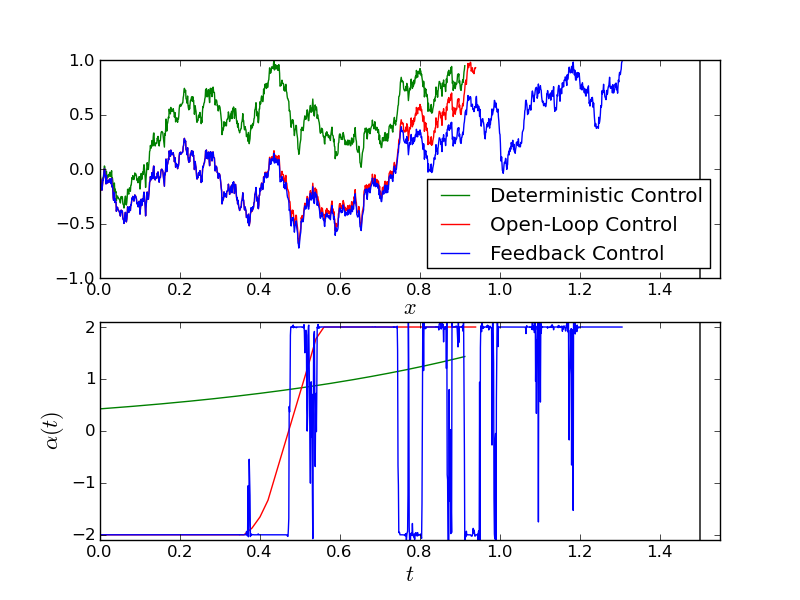 1.0
0.5
0.0
−0.5
−1.0
Deterministic Control
Open-Loop Control
Feedback Control
0.0 0.2 0.4 0.6 0.8 1.0 1.2 1.4
x
2
1
0
−1
−2
α(t)
0.0 0.2 0.4 0.6 0.8 1.0 1.2 1.4
t